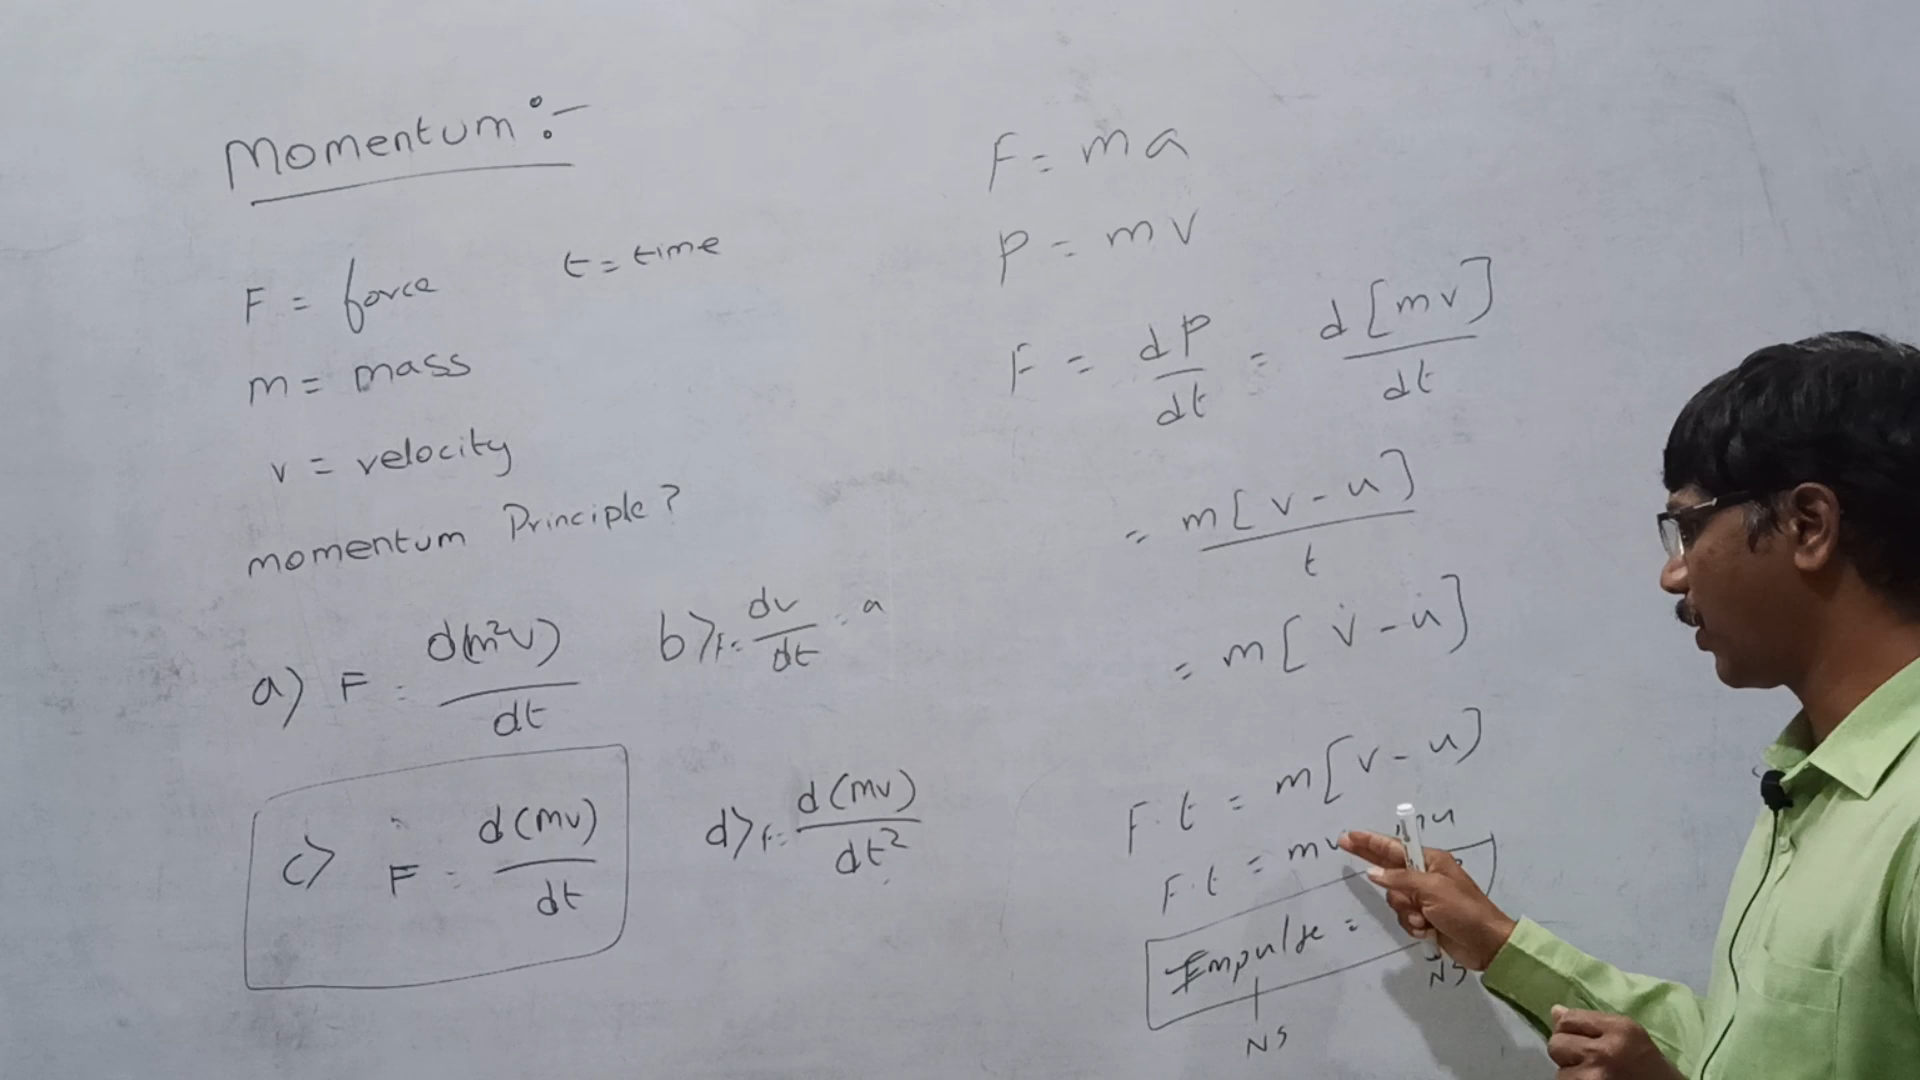 Momentum :-
F = force t = time
m = mass
v = velocity
momentum Principle?
a) F = d(m²v) / dt b) F = dv / dt = a
c) F = d(mv) / dt d) F = d(mv) / dt²
F = ma
P = mv
F = dP / dt = d[mv] / dt
= m[v - u] / t
= m[v̇ - u̇]
F.t = m[v - u]
F.t = mv mu
Impulse =
NS
NS